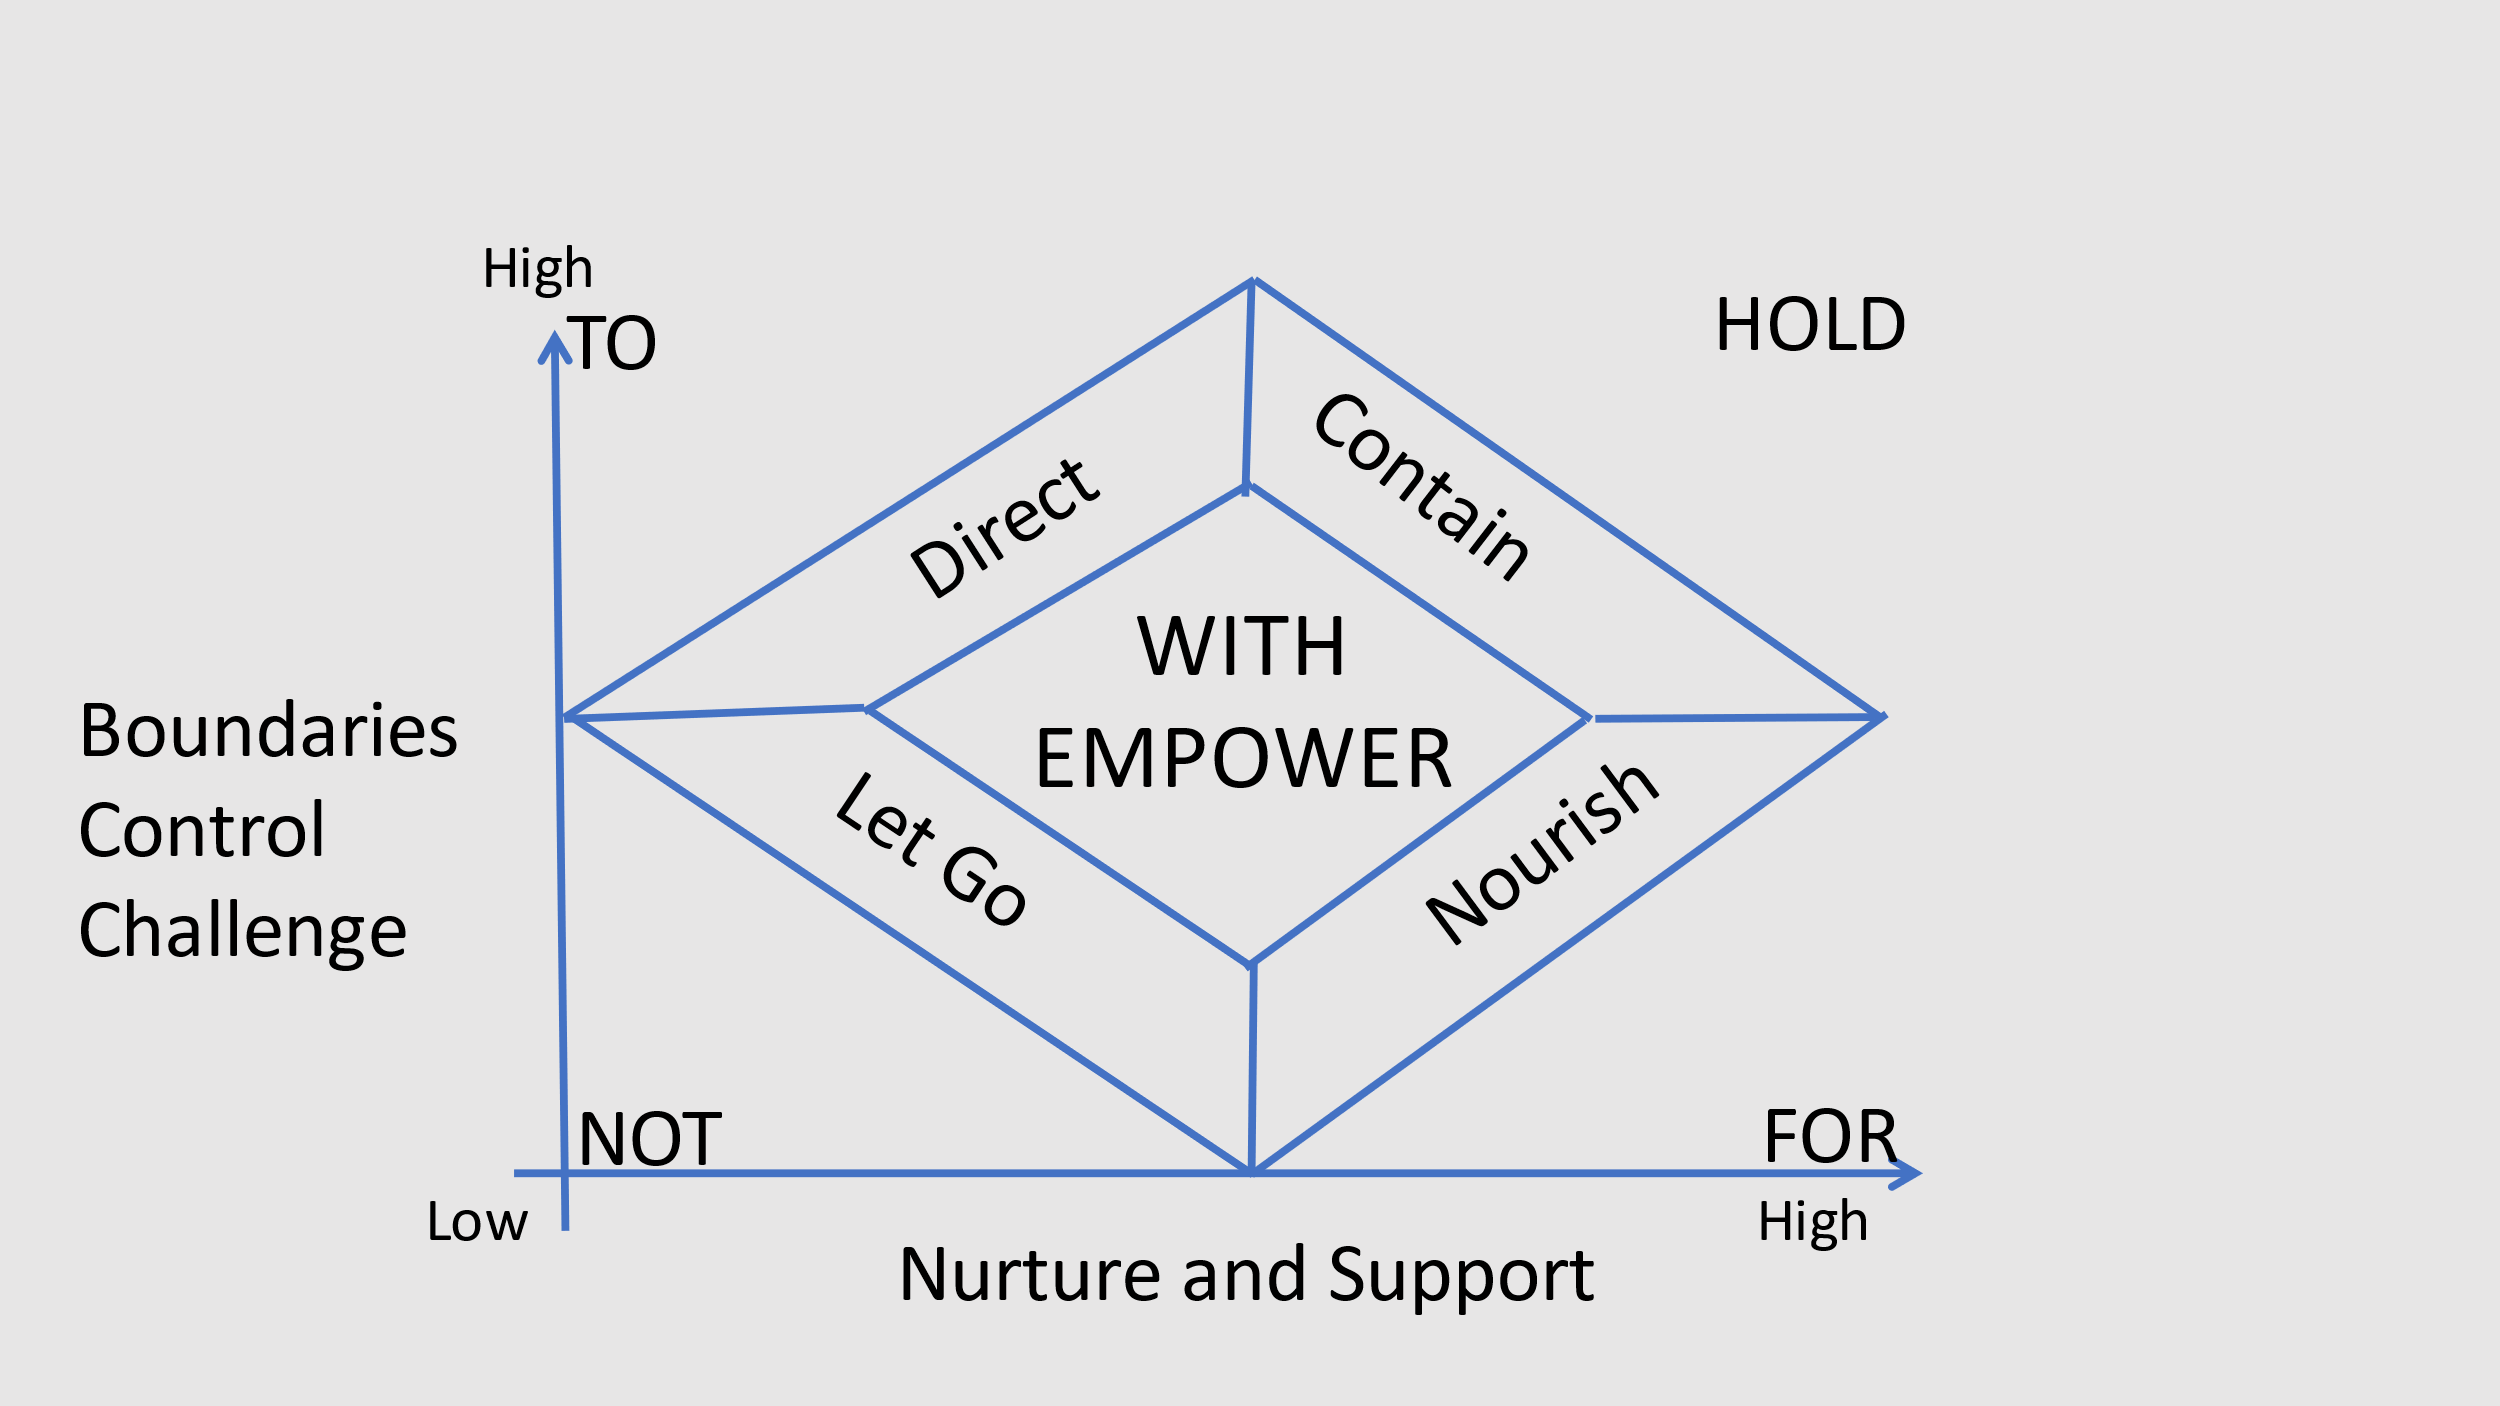 High
TO
HOLD
Direct
Contain
WITH
EMPOWER
Boundaries
Control
Challenge
Let Go
Nourish
NOT
FOR
Low
High
Nurture and Support